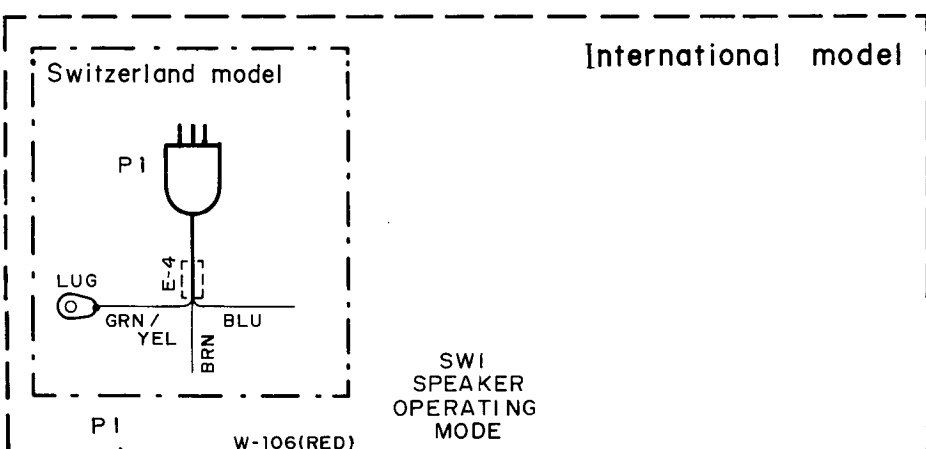 International model
Switzerland model
P1
E-4
LUG
GRN/
YEL
BLU
BRN
SW1
SPEAKER
OPERATING
MODE
P1
W-106(RED)